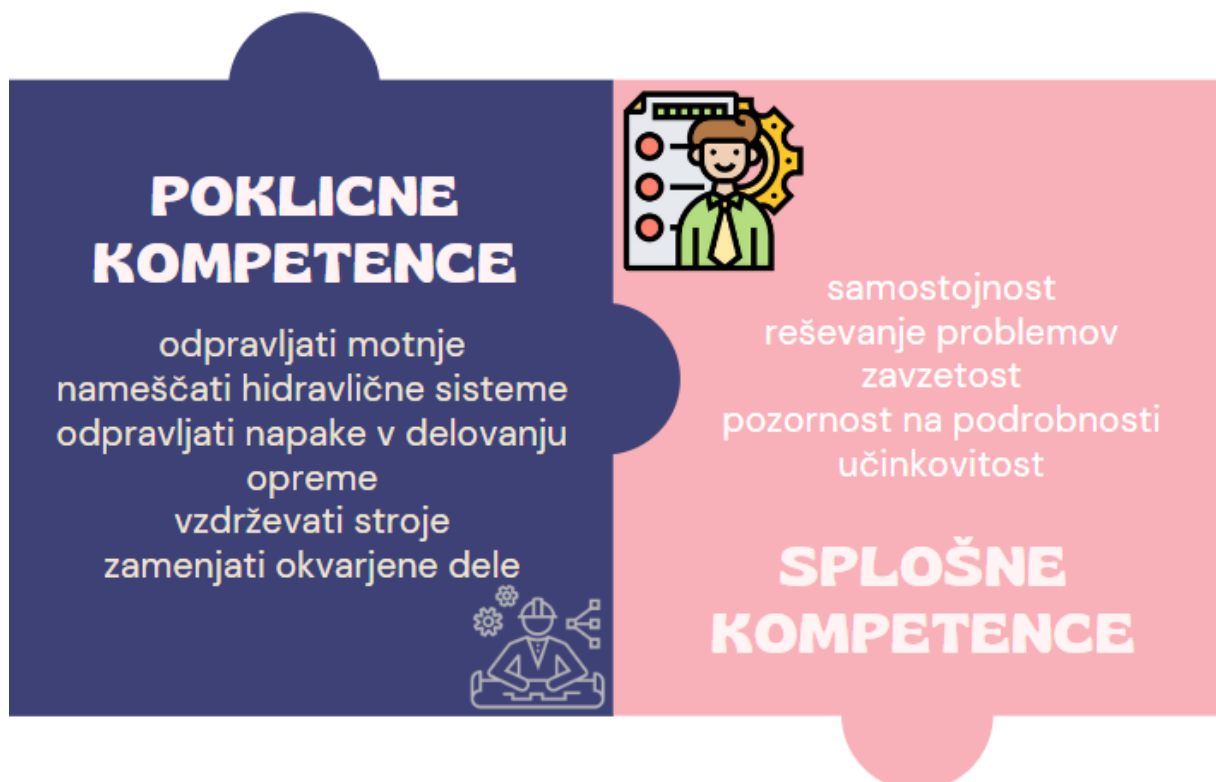 POKLICNE
KOMPETENCE
odpravljati motnje
nameščati hidravlične sisteme
odpravljati napake v delovanju
opreme
vzdrževati stroje
zamenjati okvarjene dele
samostojnost
reševanje problemov
zavzetost
pozornost na podrobnosti
učinkovitost
SPLOŠNE
KOMPETENCE